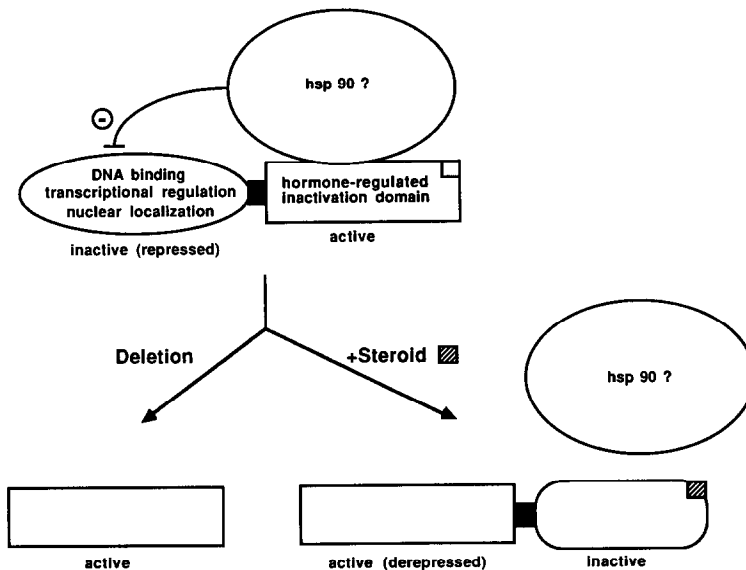 hsp 90 ?
-
DNA binding
transcriptional regulation
nuclear localization
hormone-regulated
inactivation domain
inactive (repressed)
active
Deletion
+Steroid
hsp 90 ?
active
active (derepressed)
inactive